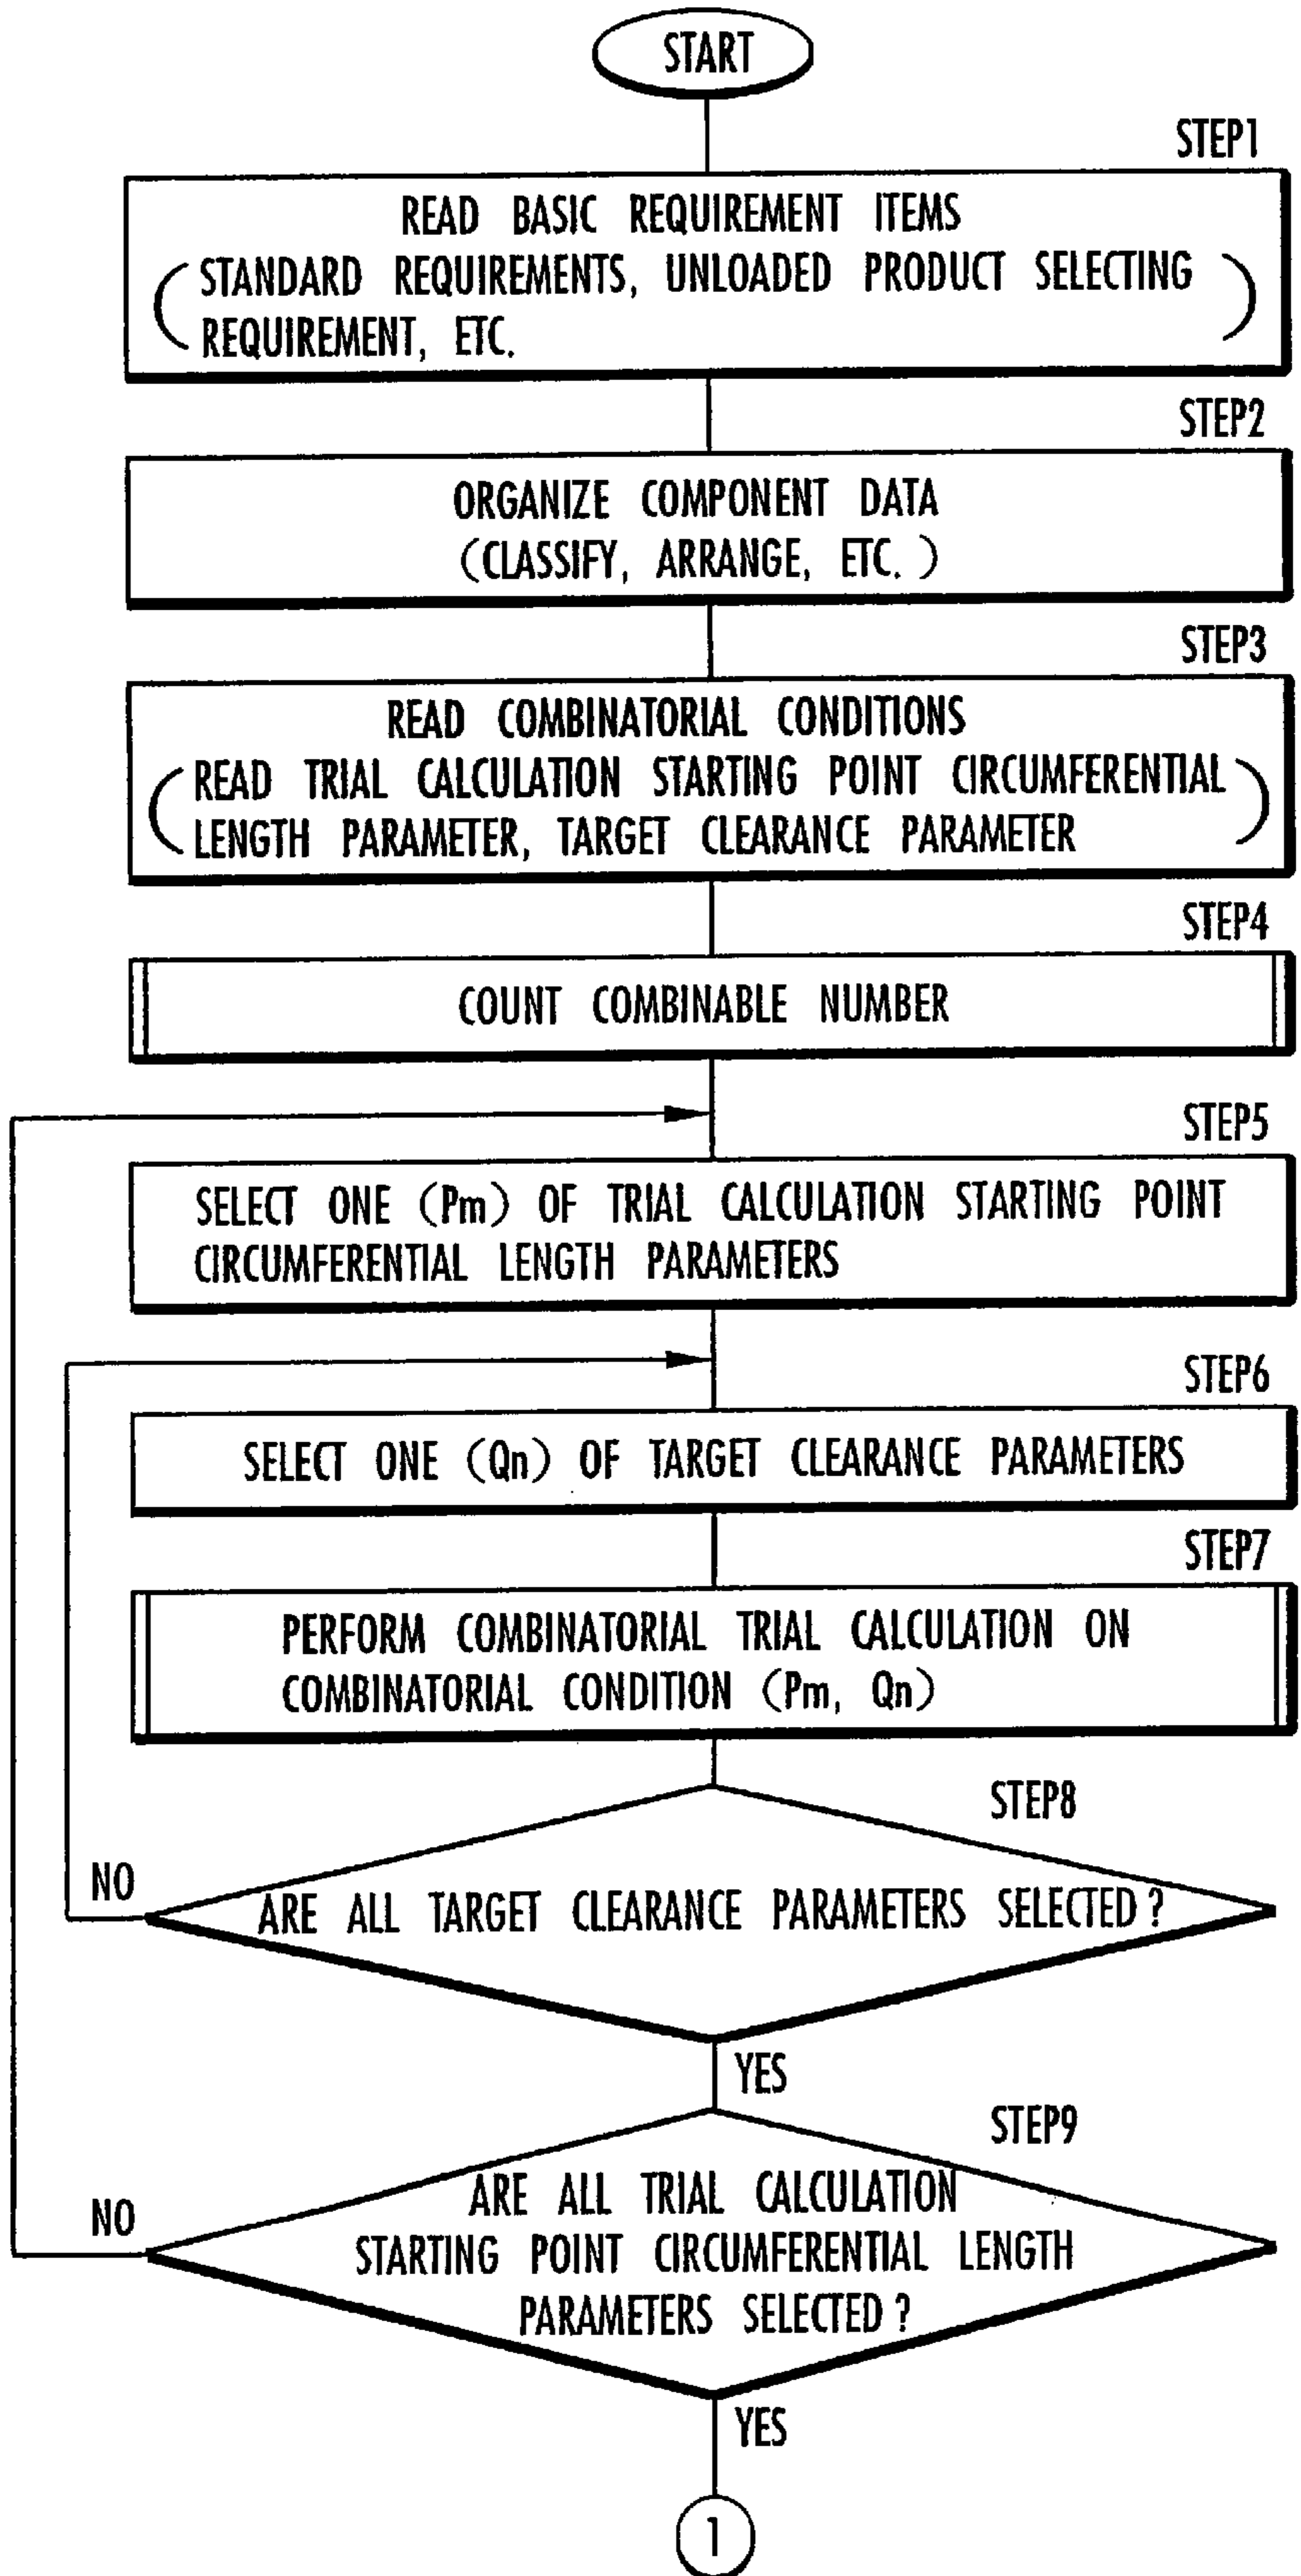 START
STEP1
READ BASIC REQUIREMENT ITEMS
(STANDARD REQUIREMENTS, UNLOADED PRODUCT SELECTING
REQUIREMENT, ETC.)
STEP2
ORGANIZE COMPONENT DATA
(CLASSIFY, ARRANGE, ETC.)
STEP3
READ COMBINATORIAL CONDITIONS
(READ TRIAL CALCULATION STARTING POINT CIRCUMFERENTIAL
LENGTH PARAMETER, TARGET CLEARANCE PARAMETER)
STEP4
COUNT COMBINABLE NUMBER
STEP5
SELECT ONE (Pm) OF TRIAL CALCULATION STARTING POINT
CIRCUMFERENTIAL LENGTH PARAMETERS
STEP6
SELECT ONE (Qn) OF TARGET CLEARANCE PARAMETERS
STEP7
PERFORM COMBINATORIAL TRIAL CALCULATION ON
COMBINATORIAL CONDITION (Pm, Qn)
STEP8
NO
ARE ALL TARGET CLEARANCE PARAMETERS SELECTED?
YES
STEP9
NO
ARE ALL TRIAL CALCULATION
STARTING POINT CIRCUMFERENTIAL LENGTH
PARAMETERS SELECTED?
YES
1